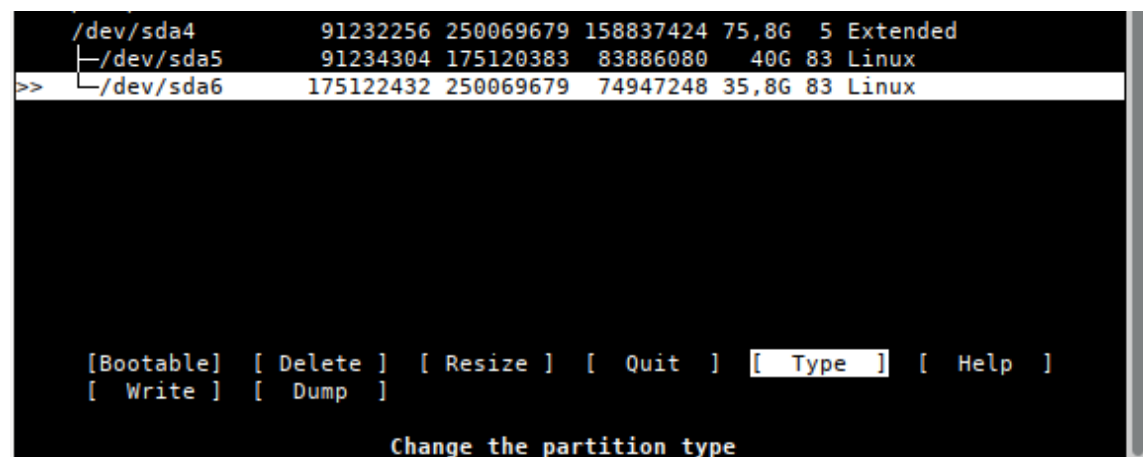 /dev/sda4 91232256 250069679 158837424 75,8G 5 Extended
├─/dev/sda5 91234304 175120383 83886080 40G 83 Linux
>> └─/dev/sda6 175122432 250069679 74947248 35,8G 83 Linux
[Bootable] [ Delete ] [ Resize ] [ Quit ] [ Type ] [ Help ]
[ Write ] [ Dump ]
Change the partition type